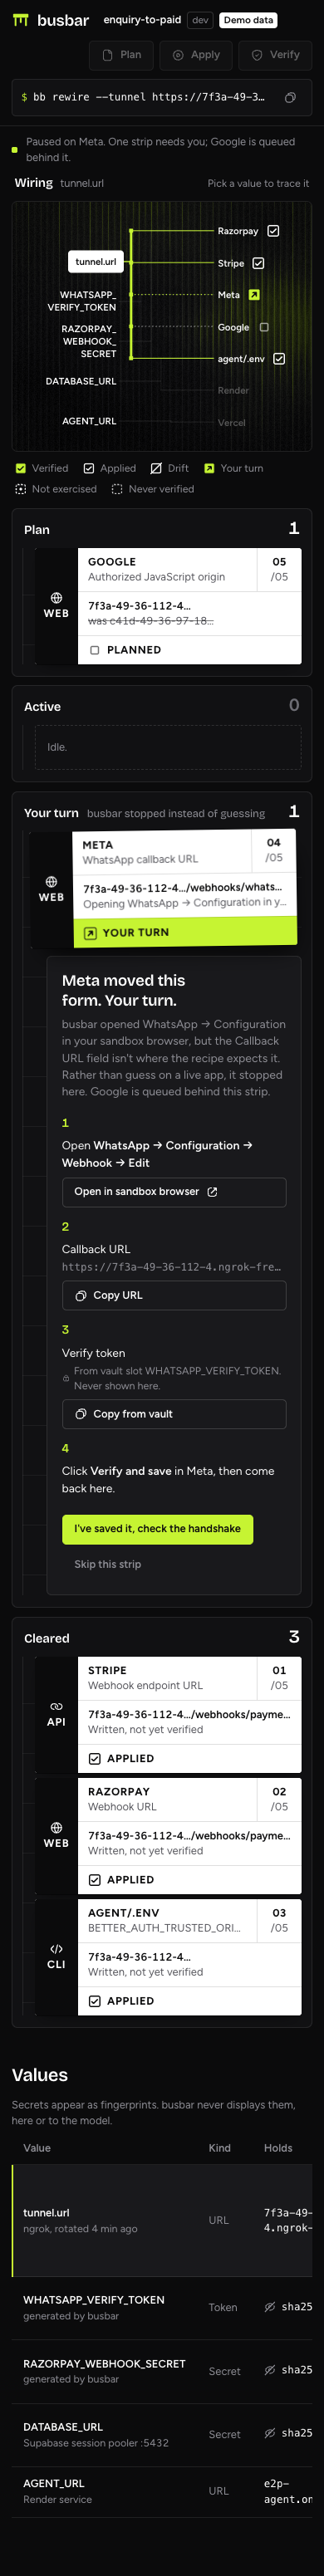 busbar enquiry-to-paid dev Demo data
Plan Apply Verify
$ bb rewire --tunnel https://7f3a-49-3…
Paused on Meta. One strip needs you; Google is queued
behind it.
Wiring tunnel.url Pick a value to trace it
Razorpay
tunnel.url Stripe
WHATSAPP_
VERIFY_TOKEN
Meta
RAZORPAY_
WEBHOOK_
SECRET
Google
agent/.env
DATABASE_URL
Render
AGENT_URL
Vercel
Verified Applied Drift Your turn
Not exercised Never verified
Plan 1
WEB
GOOGLE 05
Authorized JavaScript origin /05
7f3a-49-36-112-4…
was c41d-49-36-97-18…
PLANNED
Active 0
Idle.
Your turn busbar stopped instead of guessing 1
WEB
META 04
WhatsApp callback URL /05
7f3a-49-36-112-4…/webhooks/whats…
Opening WhatsApp → Configuration in y…
YOUR TURN
Meta moved this
form. Your turn.
busbar opened WhatsApp → Configuration
in your sandbox browser, but the Callback
URL field isn't where the recipe expects it.
Rather than guess on a live app, it stopped
here. Google is queued behind this strip.
1
Open WhatsApp → Configuration →
Webhook → Edit
Open in sandbox browser
2
Callback URL
https://7f3a-49-36-112-4.ngrok-fre…
Copy URL
3
Verify token
From vault slot WHATSAPP_VERIFY_TOKEN.
Never shown here.
Copy from vault
4
Click Verify and save in Meta, then come
back here.
I've saved it, check the handshake
Skip this strip
Cleared 3
API
STRIPE 01
Webhook endpoint URL /05
7f3a-49-36-112-4…/webhooks/payme…
Written, not yet verified
APPLIED
WEB
RAZORPAY 02
Webhook URL /05
7f3a-49-36-112-4…/webhooks/payme…
Written, not yet verified
APPLIED
CLI
AGENT/.ENV 03
BETTER_AUTH_TRUSTED_ORI… /05
7f3a-49-36-112-4…
Written, not yet verified
APPLIED
Values
Secrets appear as fingerprints. busbar never displays them,
here or to the model.
Value Kind Holds
tunnel.url
ngrok, rotated 4 min ago
URL
7f3a-49-
4.ngrok-
WHATSAPP_VERIFY_TOKEN
generated by busbar
Token sha25
RAZORPAY_WEBHOOK_SECRET
generated by busbar
Secret sha25
DATABASE_URL
Supabase session pooler :5432
Secret sha25
AGENT_URL
Render service
URL
e2p-
agent.on